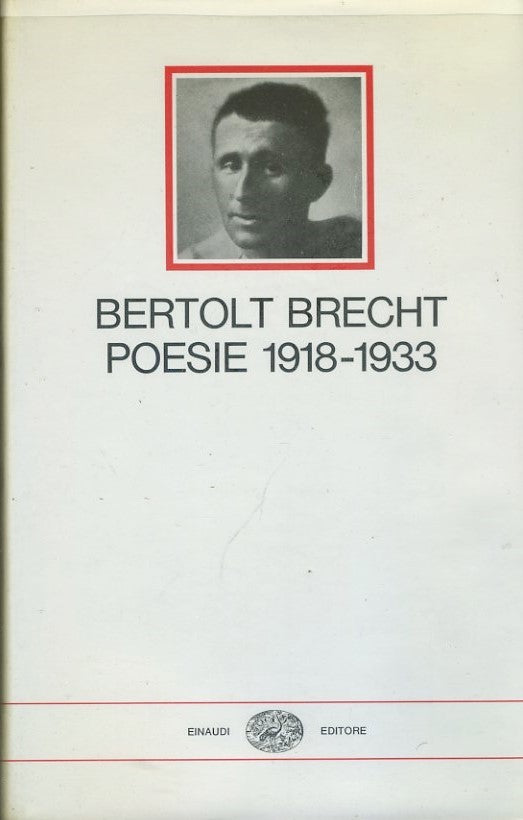 BERTOLT BRECHT
POESIE 1918-1933
EINAUDI EDITORE